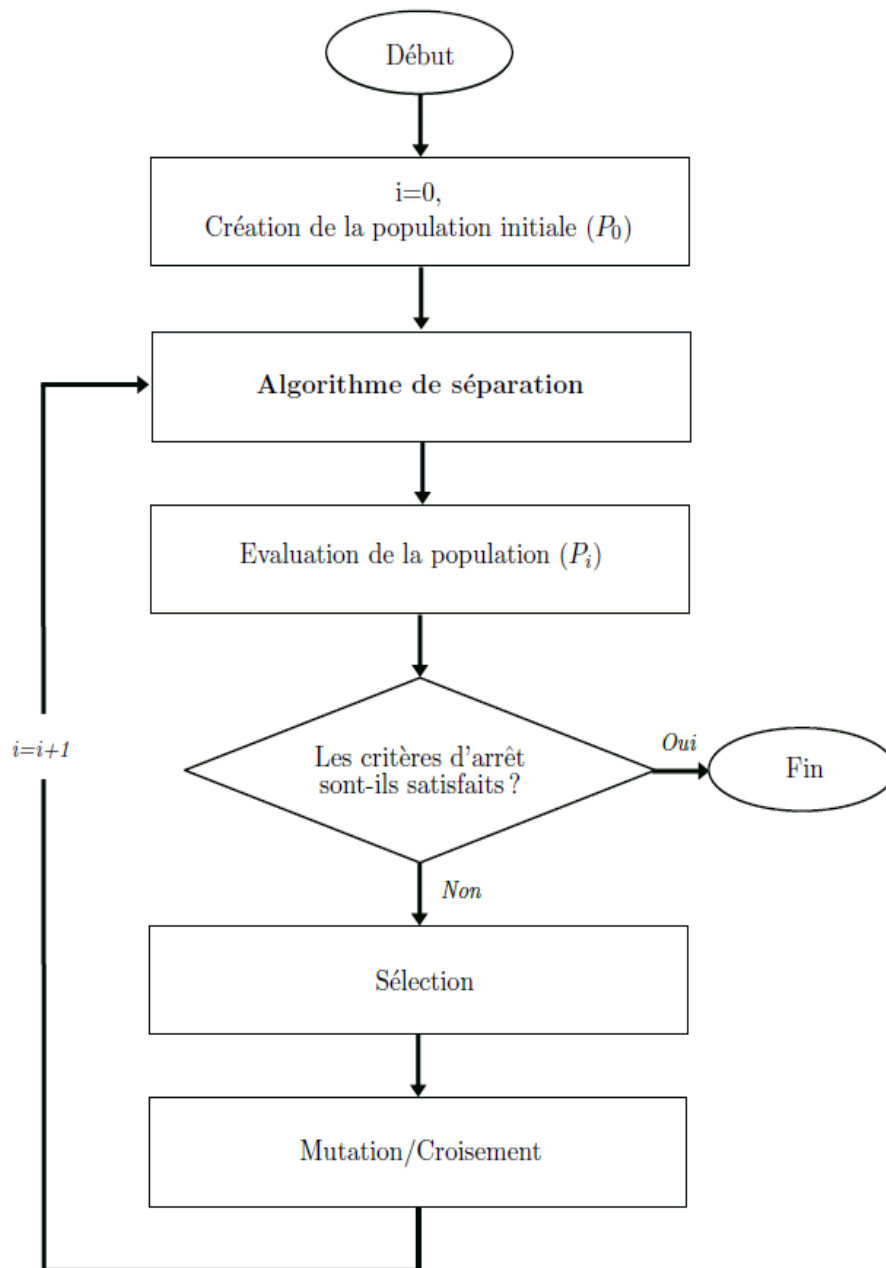 Début
i=0,
Création de la population initiale (P₀)
Algorithme de séparation
Evaluation de la population (Pᵢ)
i=i+1
Les critères d'arrêt
sont-ils satisfaits ?
Oui
Fin
Non
Sélection
Mutation/Croisement